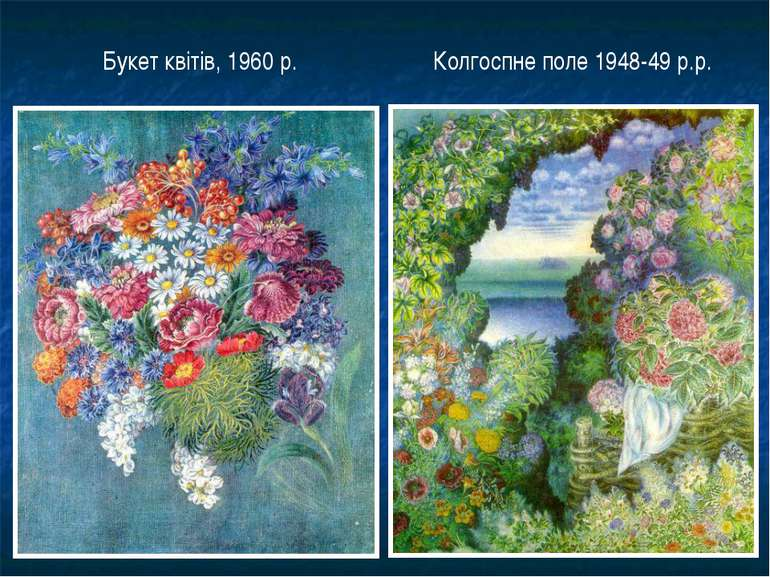 Букет квітів, 1960 р.
Колгоспне поле 1948-49 р.р.